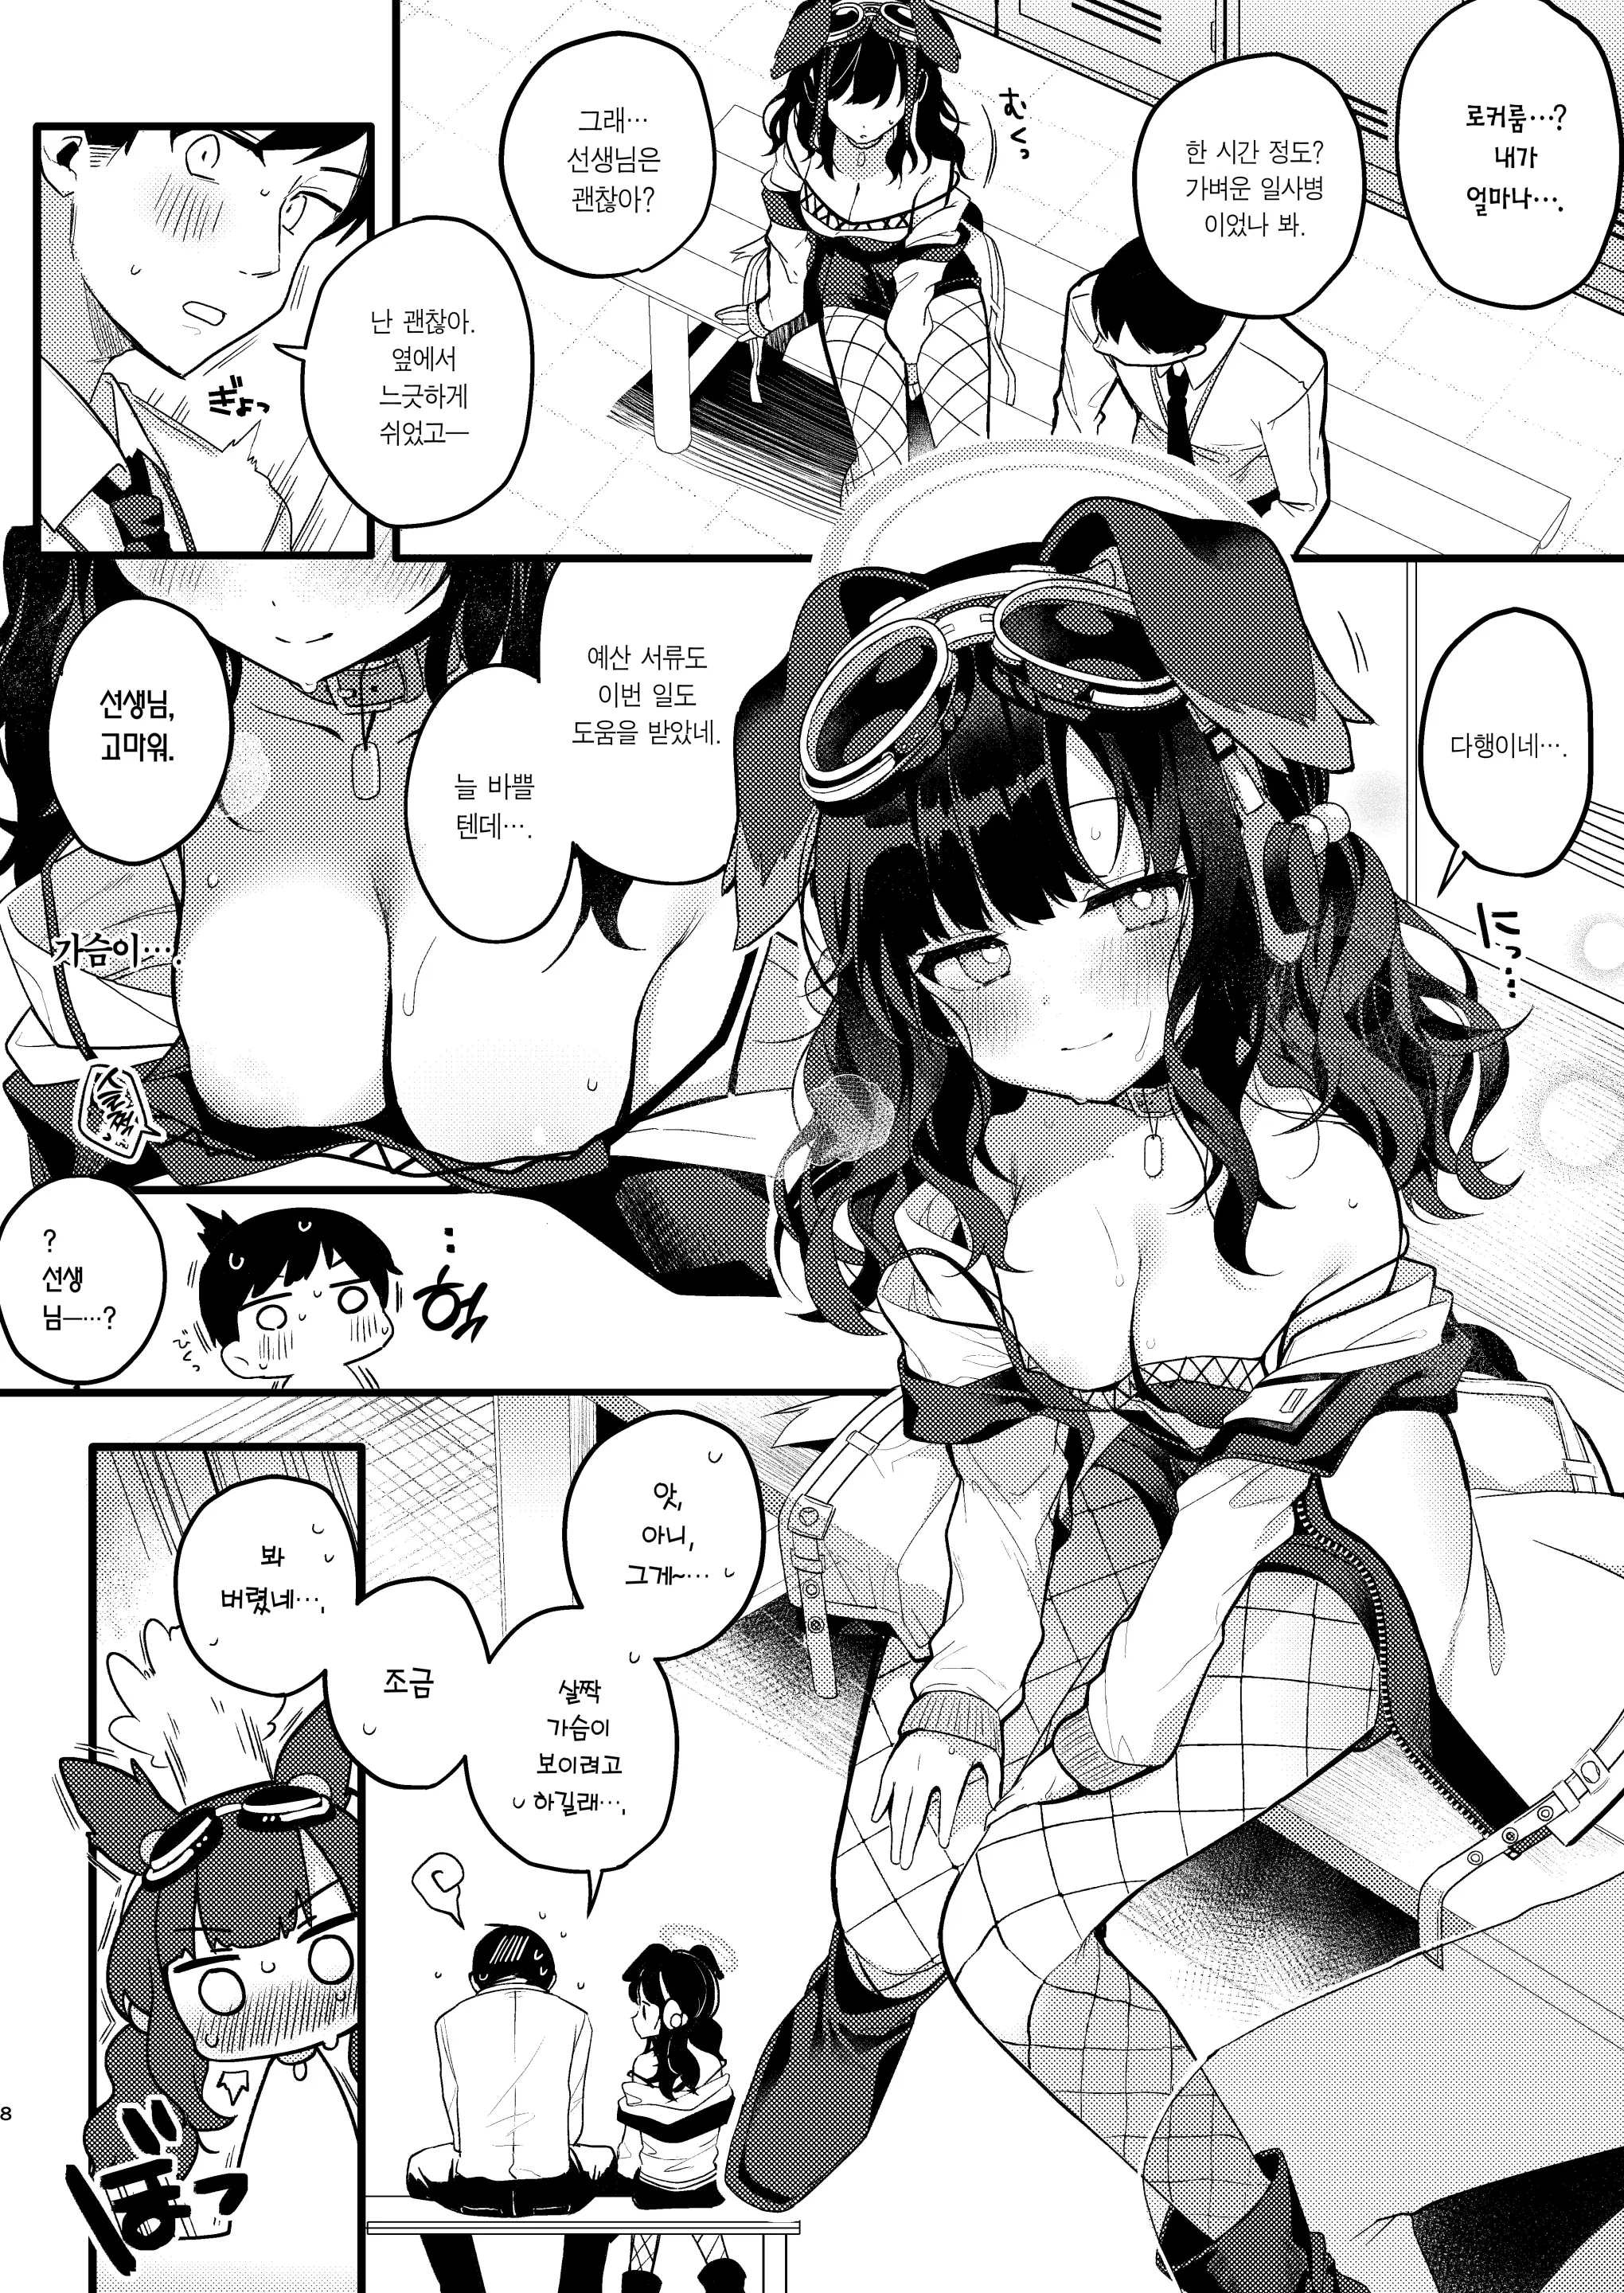 로커룸…?
내가
얼마나….
한 시간 정도?
가벼운 일사병
이었나 봐.
むくっ
그래…
선생님은
괜찮아?
난 괜찮아.
옆에서
느긋하게
쉬었고—
ぎょっ
다행이네….
にっ…
예산 서류도
이번 일도
도움을 받았네.
늘 바쁠
텐데….
선생님,
고마워.
가슴이….
?
선생
님—…?
びくっ
헉
앗,
아니,
그게~…
살짝
가슴이
보이려고
하길래…,
조금
봐
버렸네…,
ぼっ
8